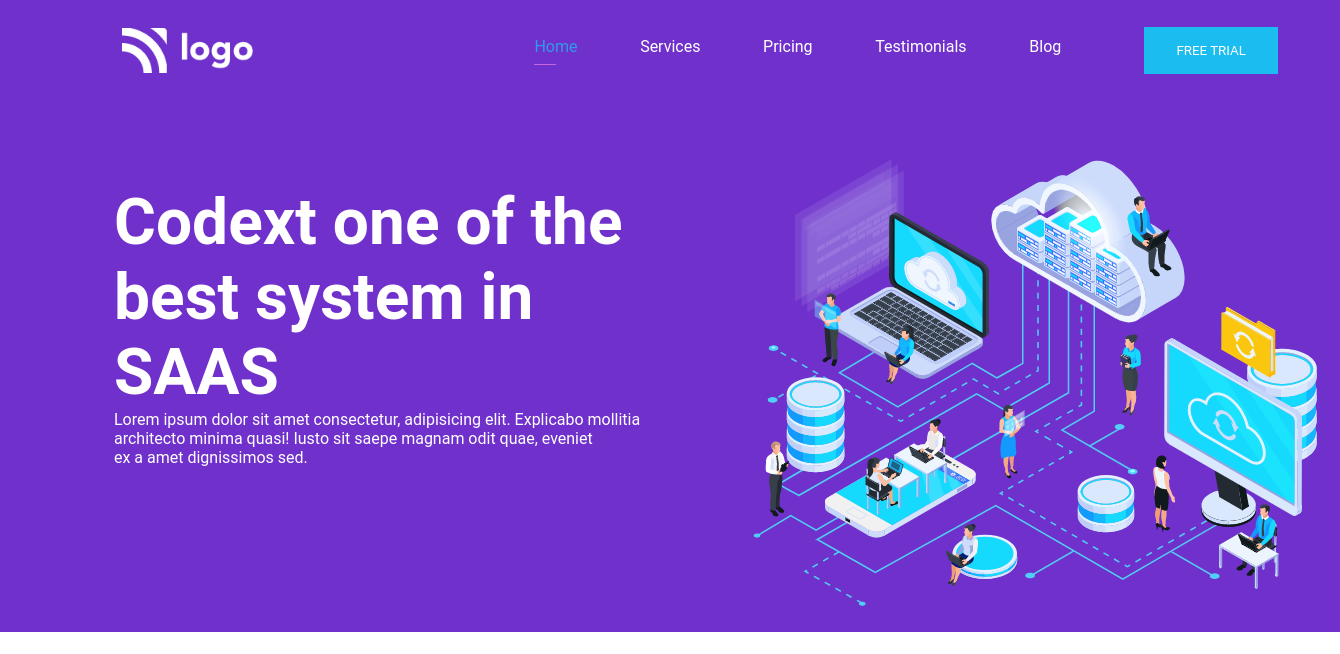 logo
Home
Services
Pricing
Testimonials
Blog
FREE TRIAL
Codext one of the
best system in
SAAS
Lorem ipsum dolor sit amet consectetur, adipisicing elit. Explicabo mollitia
architecto minima quasi! Iusto sit saepe magnam odit quae, eveniet
ex a amet dignissimos sed.